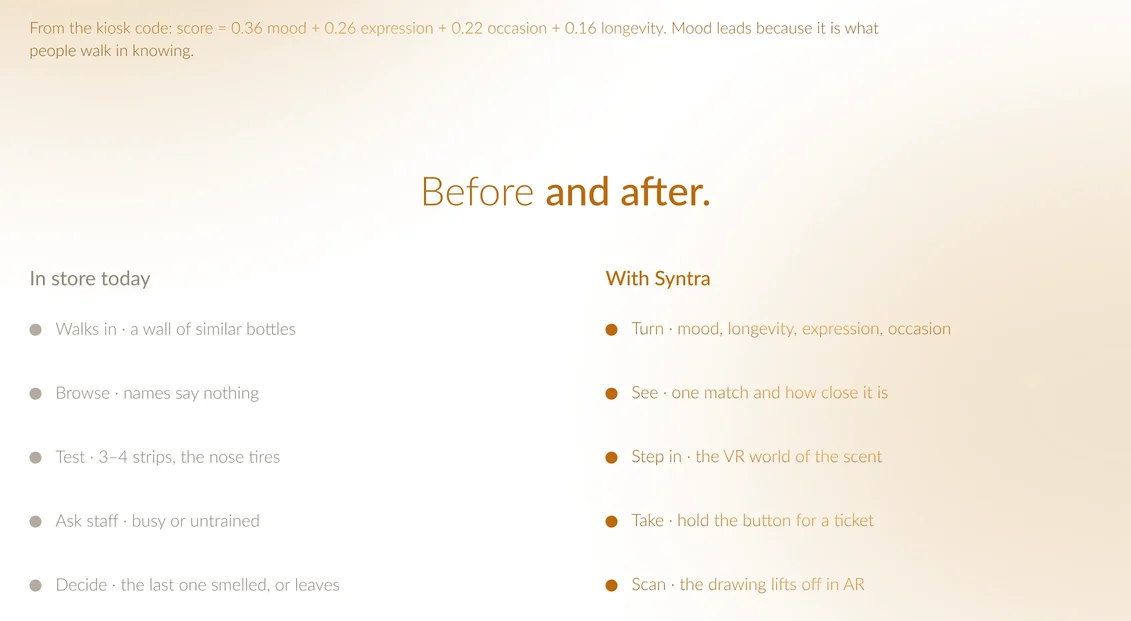 From the kiosk code: score = 0.36 mood + 0.26 expression + 0.22 occasion + 0.16 longevity. Mood leads because it is what
people walk in knowing.
Before and after.
In store today
Walks in · a wall of similar bottles
Browse · names say nothing
Test · 3–4 strips, the nose tires
Ask staff · busy or untrained
Decide · the last one smelled, or leaves
With Syntra
Turn · mood, longevity, expression, occasion
See · one match and how close it is
Step in · the VR world of the scent
Take · hold the button for a ticket
Scan · the drawing lifts off in AR